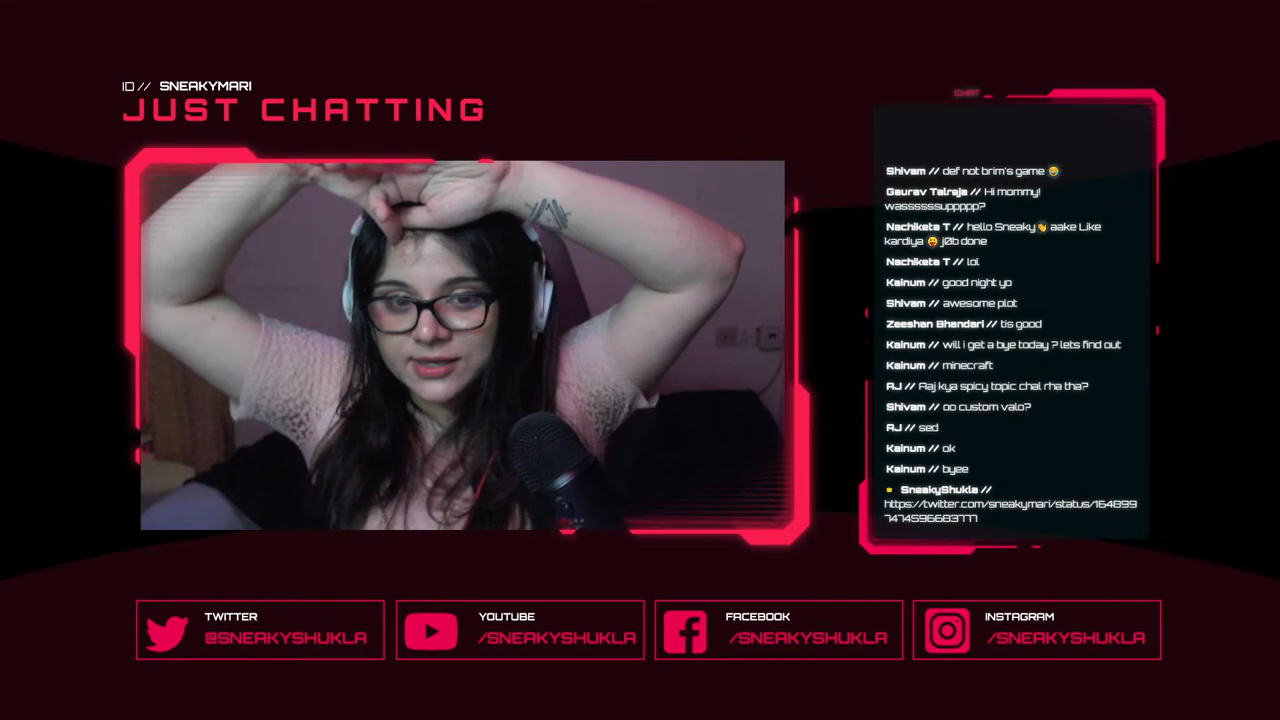 ID // SNEAKYMARI
JUST CHATTING
CHAT
Shivam // def not brim's game 😂
Gaurav Talreja // Hi mommy!
wasssssuppppp?
Nachiketa T // hello Sneaky👋 aake Like
kardiya 😛 j0b done
Nachiketa T // lol
Kainum // good night yo
Shivam // awesome plot
Zeeshan Bhandari // tis good
Kainum // will i get a bye today ? lets find out
Kainum // minecraft
AJ // Aaj kya spicy topic chal rha tha?
Shivam // oo custom valo?
AJ // sed
Kainum // ok
Kainum // byee
SneakyShukla //
https://twitter.com/sneakymari/status/164899
7474596683777
TWITTER
@SNEAKYSHUKLA
YOUTUBE
/SNEAKYSHUKLA
FACEBOOK
/SNEAKYSHUKLA
INSTAGRAM
/SNEAKYSHUKLA